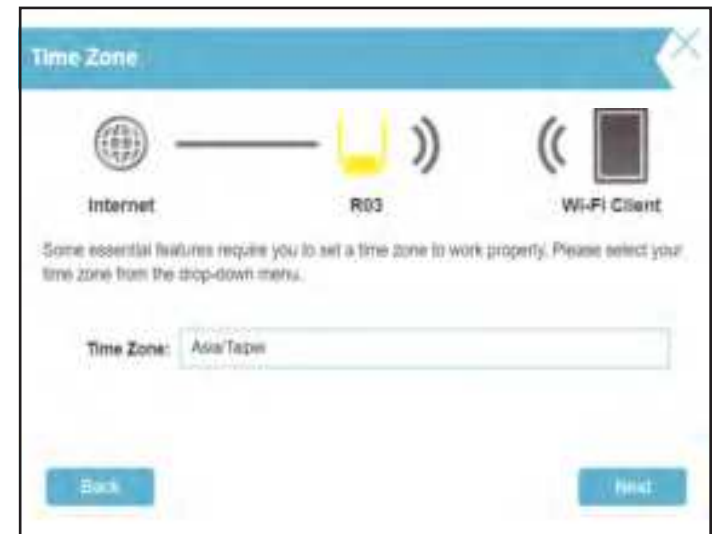 Time Zone
Internet
R03
Wi-Fi Client
Some essential features require you to set a time zone to work properly. Please select your
time zone from the drop-down menu.
Time Zone: Asia/Taipei
Back
Next